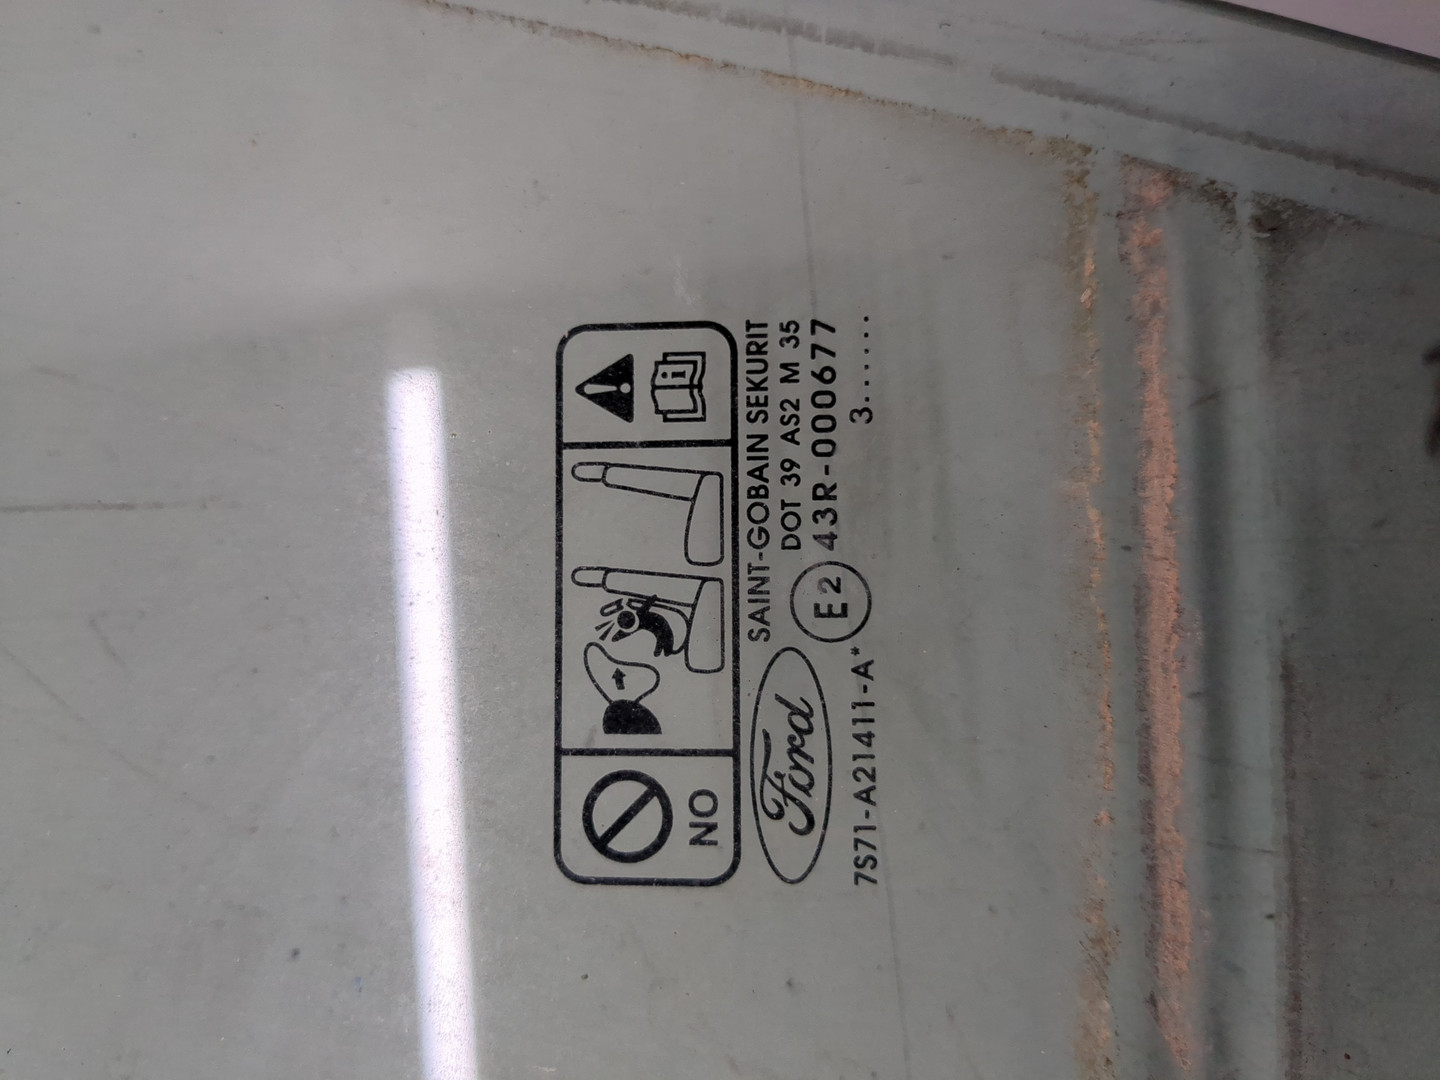 NO
SAINT-GOBAIN SEKURIT
DOT 39 AS2 M 35
Ford
E2 43R-000677
7S71-A21411-A*
3......